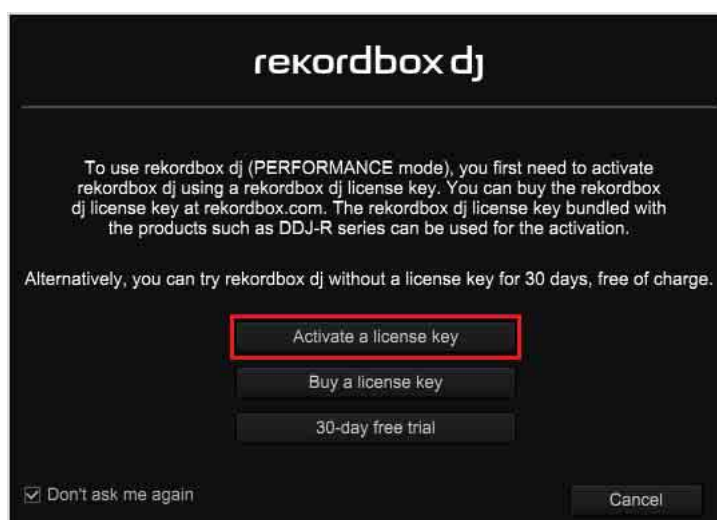 rekordbox dj
To use rekordbox dj (PERFORMANCE mode), you first need to activate
rekordbox dj using a rekordbox dj license key. You can buy the rekordbox
dj license key at rekordbox.com. The rekordbox dj license key bundled with
the products such as DDJ-R series can be used for the activation.
Alternatively, you can try rekordbox dj without a license key for 30 days, free of charge.
Activate a license key
Buy a license key
30-day free trial
Don't ask me again
Cancel